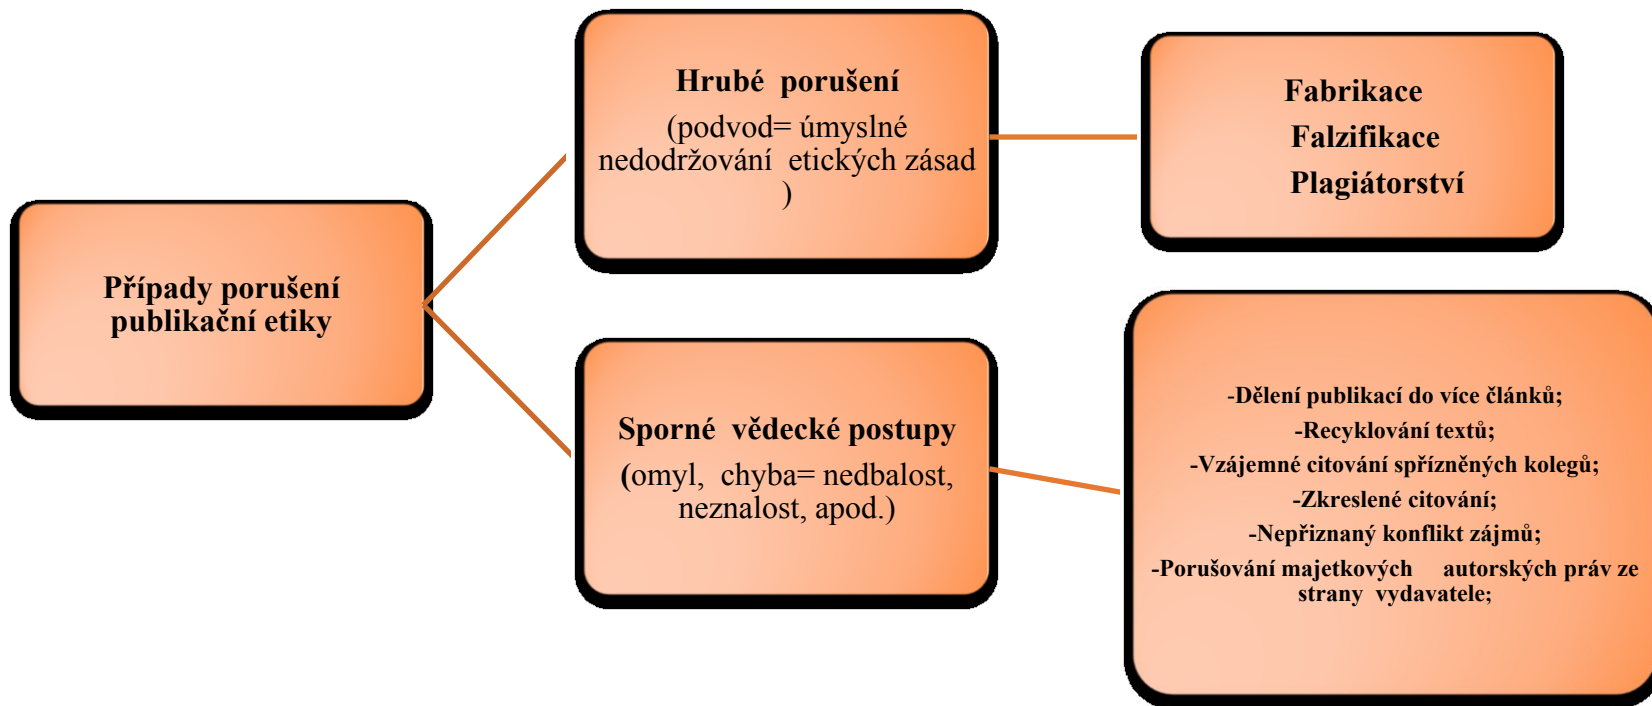 Případy porušení
publikační etiky
Hrubé porušení
(podvod= úmyslné
nedodržování etických zásad
)
Fabrikace
Falzifikace
Plagiátorství
Sporné vědecké postupy
(omyl, chyba= nedbalost,
neznalost, apod.)
-Dělení publikací do více článků;
-Recyklování textů;
-Vzájemné citování spřízněných kolegů;
-Zkreslené citování;
-Nepřiznaný konflikt zájmů;
-Porušování majetkových autorských práv ze
strany vydavatele;